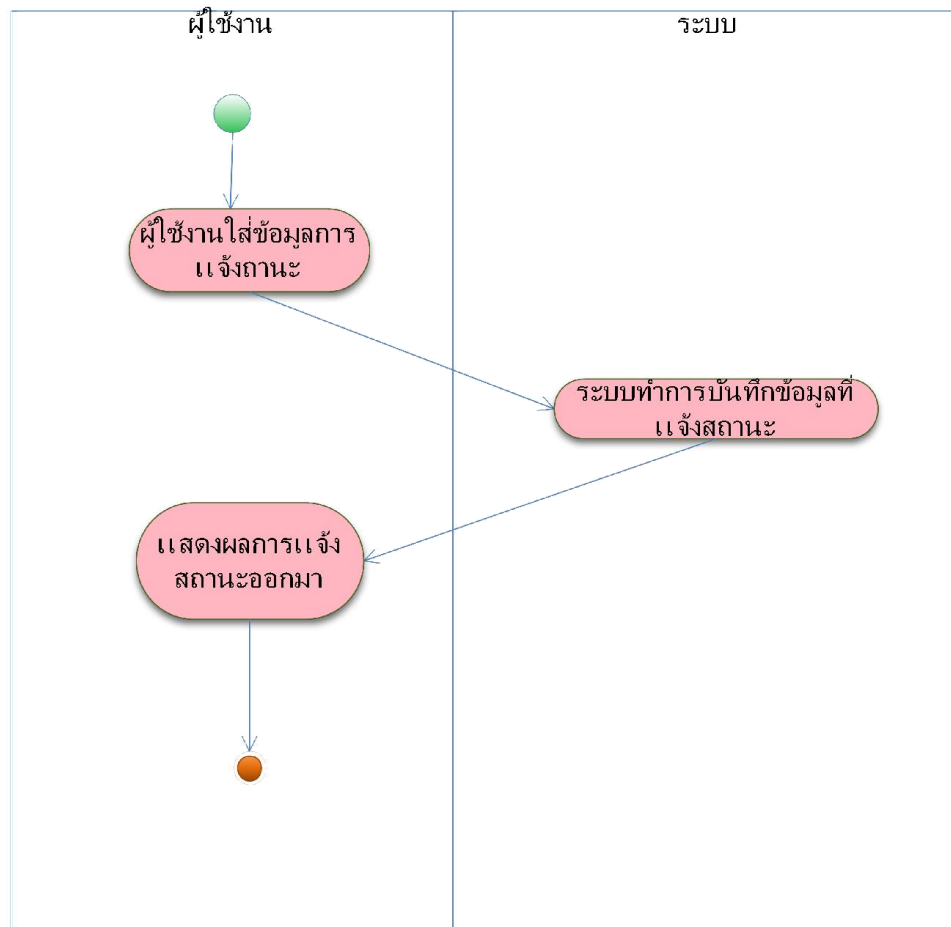 ผู้ใช้งาน
ระบบ
ผู้ใช้งานใส่ข้อมูลการ
แจ้งถานะ
ระบบทำการบันทึกข้อมูลที่
แจ้งสถานะ
แสดงผลการแจ้ง
สถานะออกมา